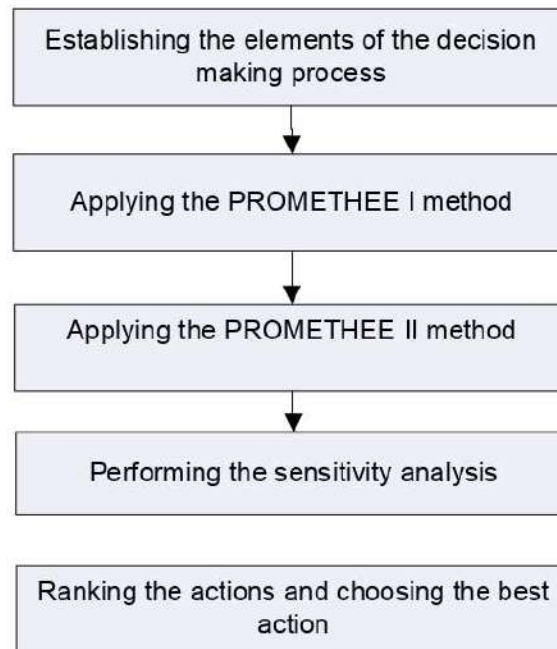 Establishing the elements of the decision
making process
Applying the PROMETHEE I method
Applying the PROMETHEE II method
Performing the sensitivity analysis
Ranking the actions and choosing the best
action